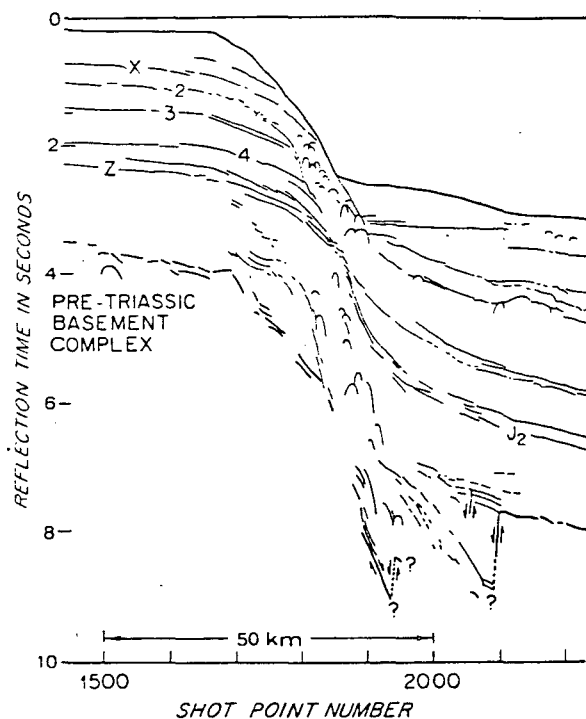 0
X
2
3
2
4
Z
4
PRE-TRIASSIC
BASEMENT
COMPLEX
REFLECTION TIME IN SECONDS
6
J2
8
?
?
?
50 km
10
1500
2000
SHOT POINT NUMBER